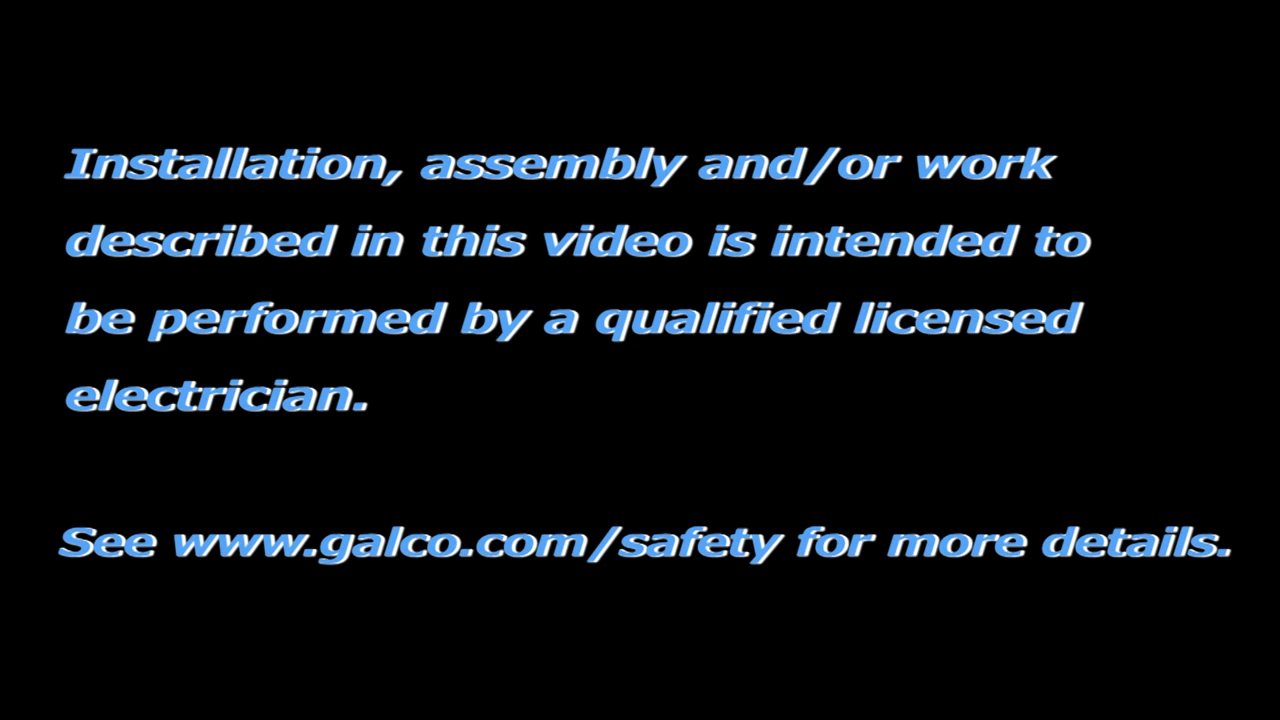 Installation, assembly and/or work
described in this video is intended to
be performed by a qualified licensed
electrician.
See www.galco.com/safety for more details.